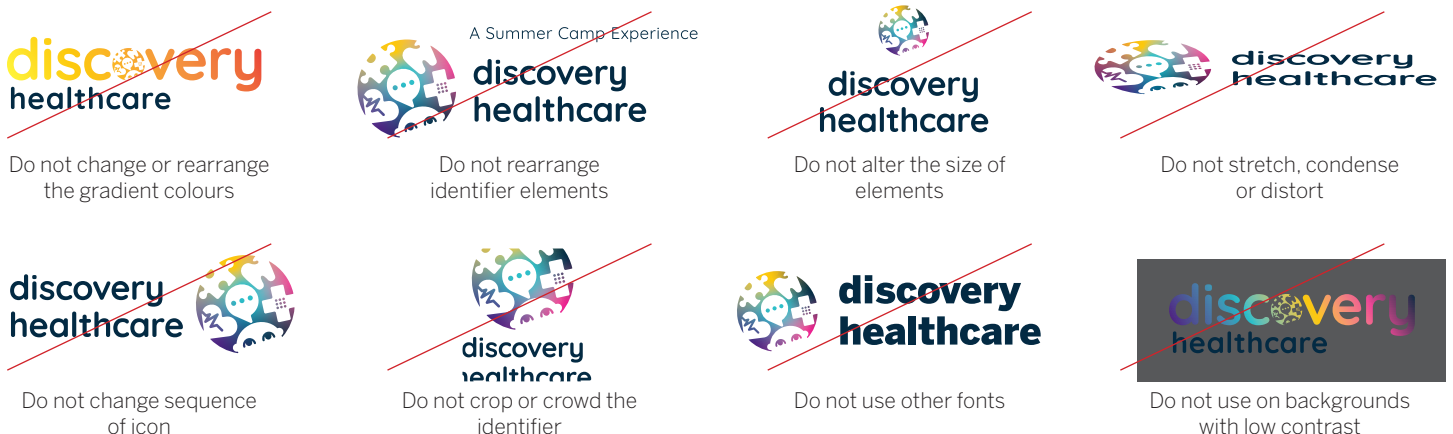 discovery
healthcare
Do not change or rearrange
the gradient colours
A Summer Camp Experience
discovery
healthcare
Do not rearrange
identifier elements
discovery
healthcare
Do not alter the size of
elements
discovery
healthcare
Do not stretch, condense
or distort
discovery
healthcare
Do not change sequence
of icon
discovery
healthcare
Do not crop or crowd the
identifier
discovery
healthcare
Do not use other fonts
discovery
healthcare
Do not use on backgrounds
with low contrast